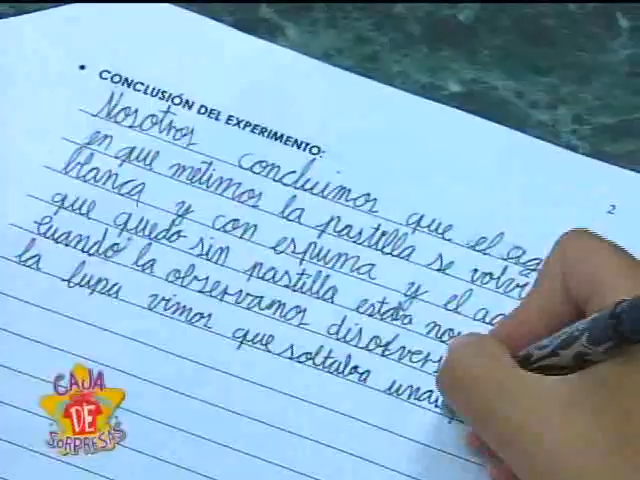 • CONCLUSIÓN DEL EXPERIMENTO:
Nosotros concluimos que el
en que metimos la pastilla se
blanca y con espuma y el
que quedo sin pastilla estaba
cuando la observamos
la lupa vimos que soltaba
2
CAJA
DE
SORPRESAS